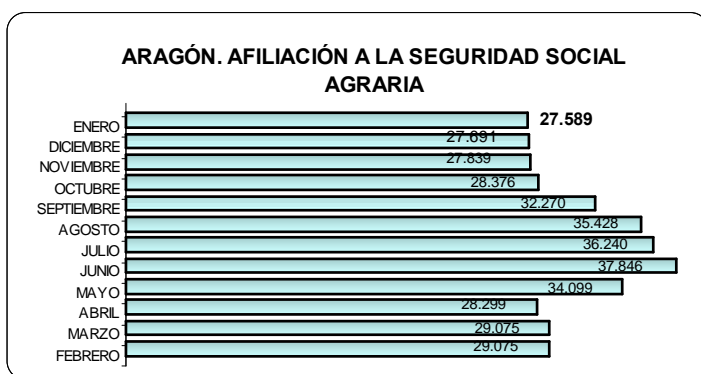 ARAGÓN. AFILIACIÓN A LA SEGURIDAD SOCIAL
AGRARIA
ENERO 27.589
DICIEMBRE 27.691
NOVIEMBRE 27.839
OCTUBRE 28.376
SEPTIEMBRE 32.270
AGOSTO 35.428
JULIO 36.240
JUNIO 37.846
MAYO 34.099
ABRIL 28.299
MARZO 29.075
FEBRERO 29.075